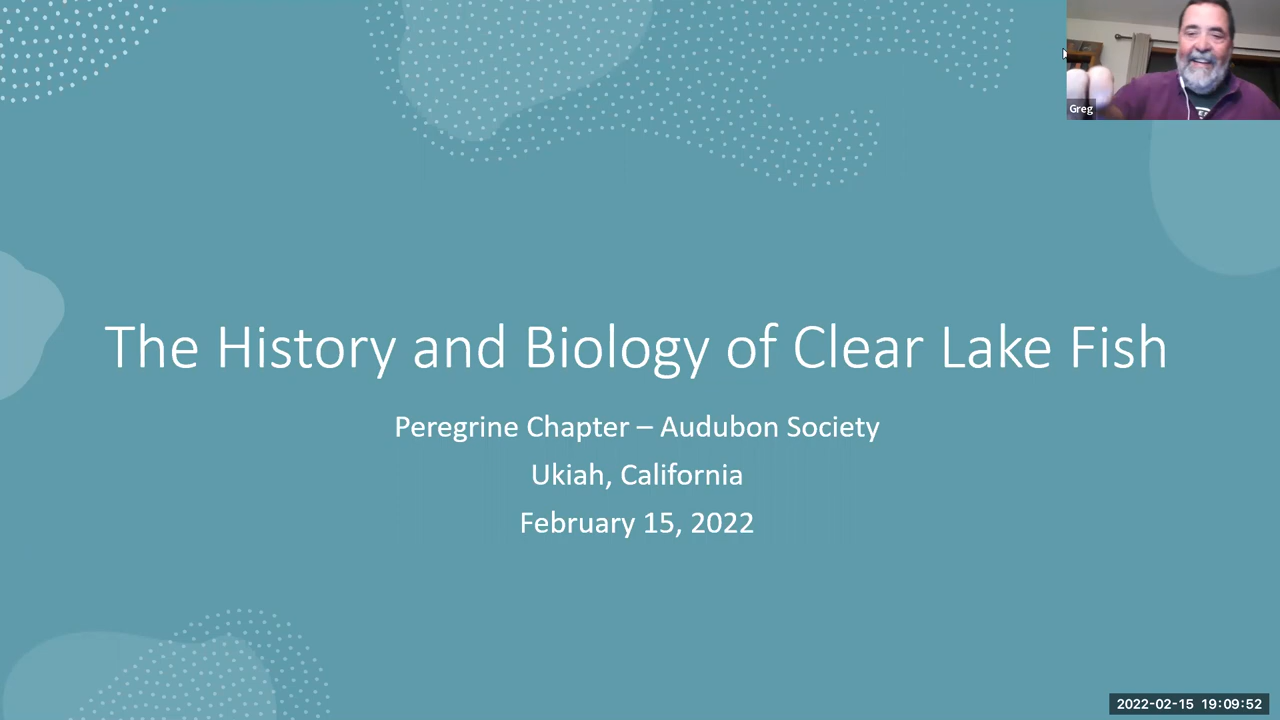 Greg
The History and Biology of Clear Lake Fish
Peregrine Chapter – Audubon Society
Ukiah, California
February 15, 2022
2022-02-15 19:09:52